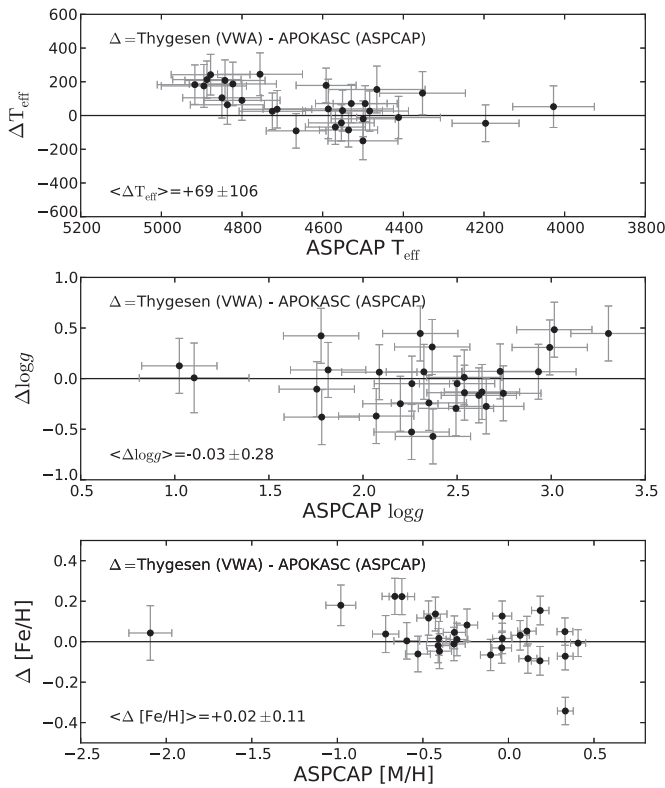 600
Δ=Thygesen (VWA) - APOKASC (ASPCAP)
400
200
0
−200
−400
<ΔT_eff>=+69±106
−600
ΔT_eff
5200 5000 4800 4600 4400 4200 4000 3800
ASPCAP T_eff
1.0
Δ=Thygesen (VWA) - APOKASC (ASPCAP)
0.5
0.0
−0.5
<Δlogg>=-0.03±0.28
−1.0
Δlogg
0.5 1.0 1.5 2.0 2.5 3.0 3.5
ASPCAP logg
Δ=Thygesen (VWA) - APOKASC (ASPCAP)
0.4
0.2
0.0
−0.2
<Δ [Fe/H]>=+0.02±0.11
−0.4
Δ [Fe/H]
−2.5 −2.0 −1.5 −1.0 −0.5 0.0 0.5
ASPCAP [M/H]